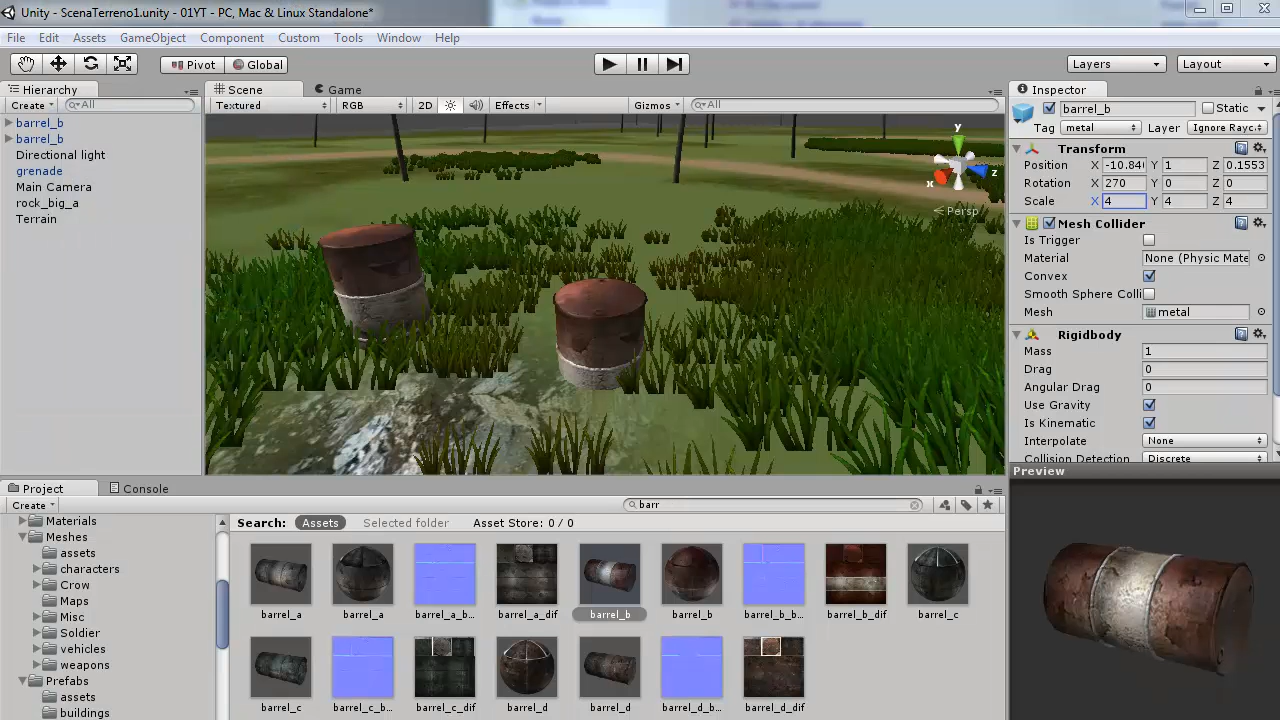 Unity - ScenaTerreno1.unity - 01YT - PC, Mac & Linux Standalone*
File Edit Assets GameObject Component Custom Tools Window Help
Pivot Global Layers Layout
Hierarchy
Create All
barrel_b
barrel_b
Directional light
grenade
Main Camera
rock_big_a
Terrain
Scene Game
Textured RGB 2D Effects Gizmos All
y
x
z
Persp
Inspector
barrel_b Static
Tag metal Layer Ignore Rayc
Transform
Position X -10.84 Y 1 Z 0.1553
Rotation X 270 Y 0 Z 0
Scale X 4 Y 4 Z 4
Mesh Collider
Is Trigger
Material None (Physic Mate
Convex
Smooth Sphere Colli
Mesh metal
Rigidbody
Mass 1
Drag 0
Angular Drag 0
Use Gravity
Is Kinematic
Interpolate None
Collision Detection Discrete
Preview
Project Console
Create barr
Materials
Meshes
assets
characters
Crow
Maps
Misc
Soldier
vehicles
weapons
Prefabs
assets
buildings
Search: Assets Selected folder Asset Store: 0 / 0
barrel_a barrel_a barrel_a_b... barrel_a_dif barrel_b barrel_b barrel_b_b... barrel_b_dif barrel_c
barrel_c barrel_c_b... barrel_c_dif barrel_d barrel_d barrel_d_b... barrel_d_dif